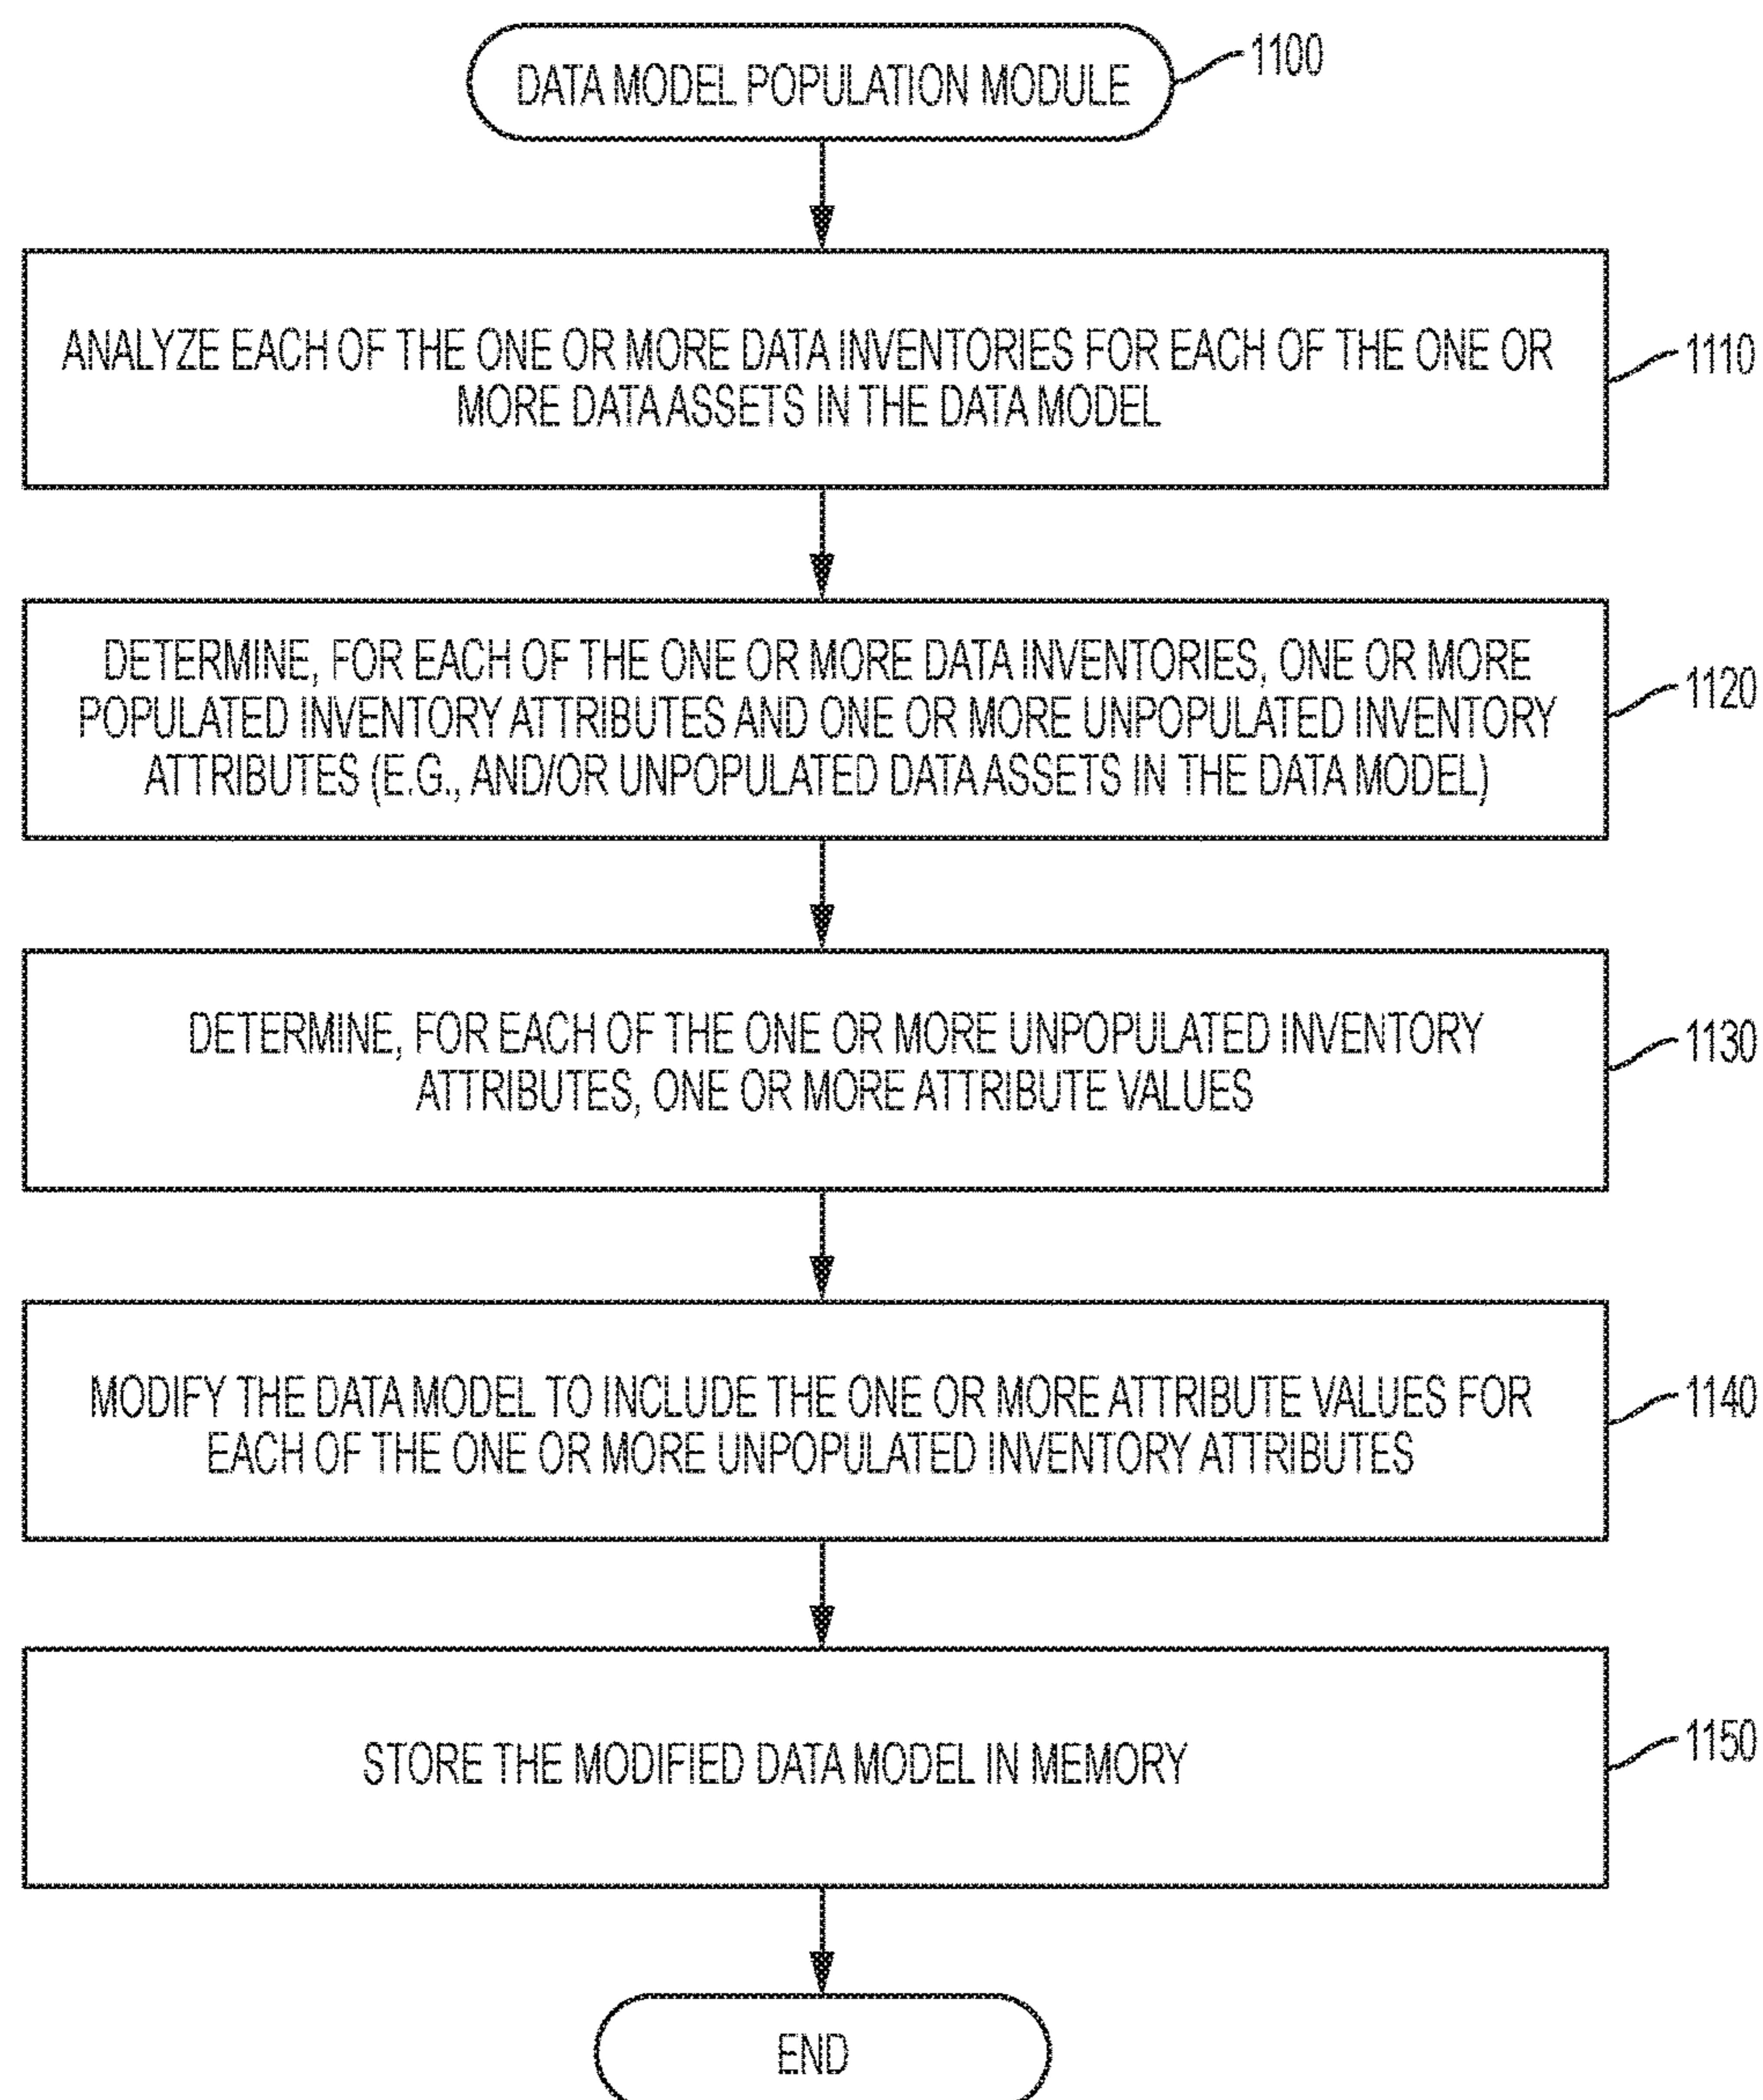 DATA MODEL POPULATION MODULE
1100
ANALYZE EACH OF THE ONE OR MORE DATA INVENTORIES FOR EACH OF THE ONE OR
MORE DATA ASSETS IN THE DATA MODEL
1110
DETERMINE, FOR EACH OF THE ONE OR MORE DATA INVENTORIES, ONE OR MORE
POPULATED INVENTORY ATTRIBUTES AND ONE OR MORE UNPOPULATED INVENTORY
ATTRIBUTES (E.G., AND/OR UNPOPULATED DATA ASSETS IN THE DATA MODEL)
1120
DETERMINE, FOR EACH OF THE ONE OR MORE UNPOPULATED INVENTORY
ATTRIBUTES, ONE OR MORE ATTRIBUTE VALUES
1130
MODIFY THE DATA MODEL TO INCLUDE THE ONE OR MORE ATTRIBUTE VALUES FOR
EACH OF THE ONE OR MORE UNPOPULATED INVENTORY ATTRIBUTES
1140
STORE THE MODIFIED DATA MODEL IN MEMORY
1150
END